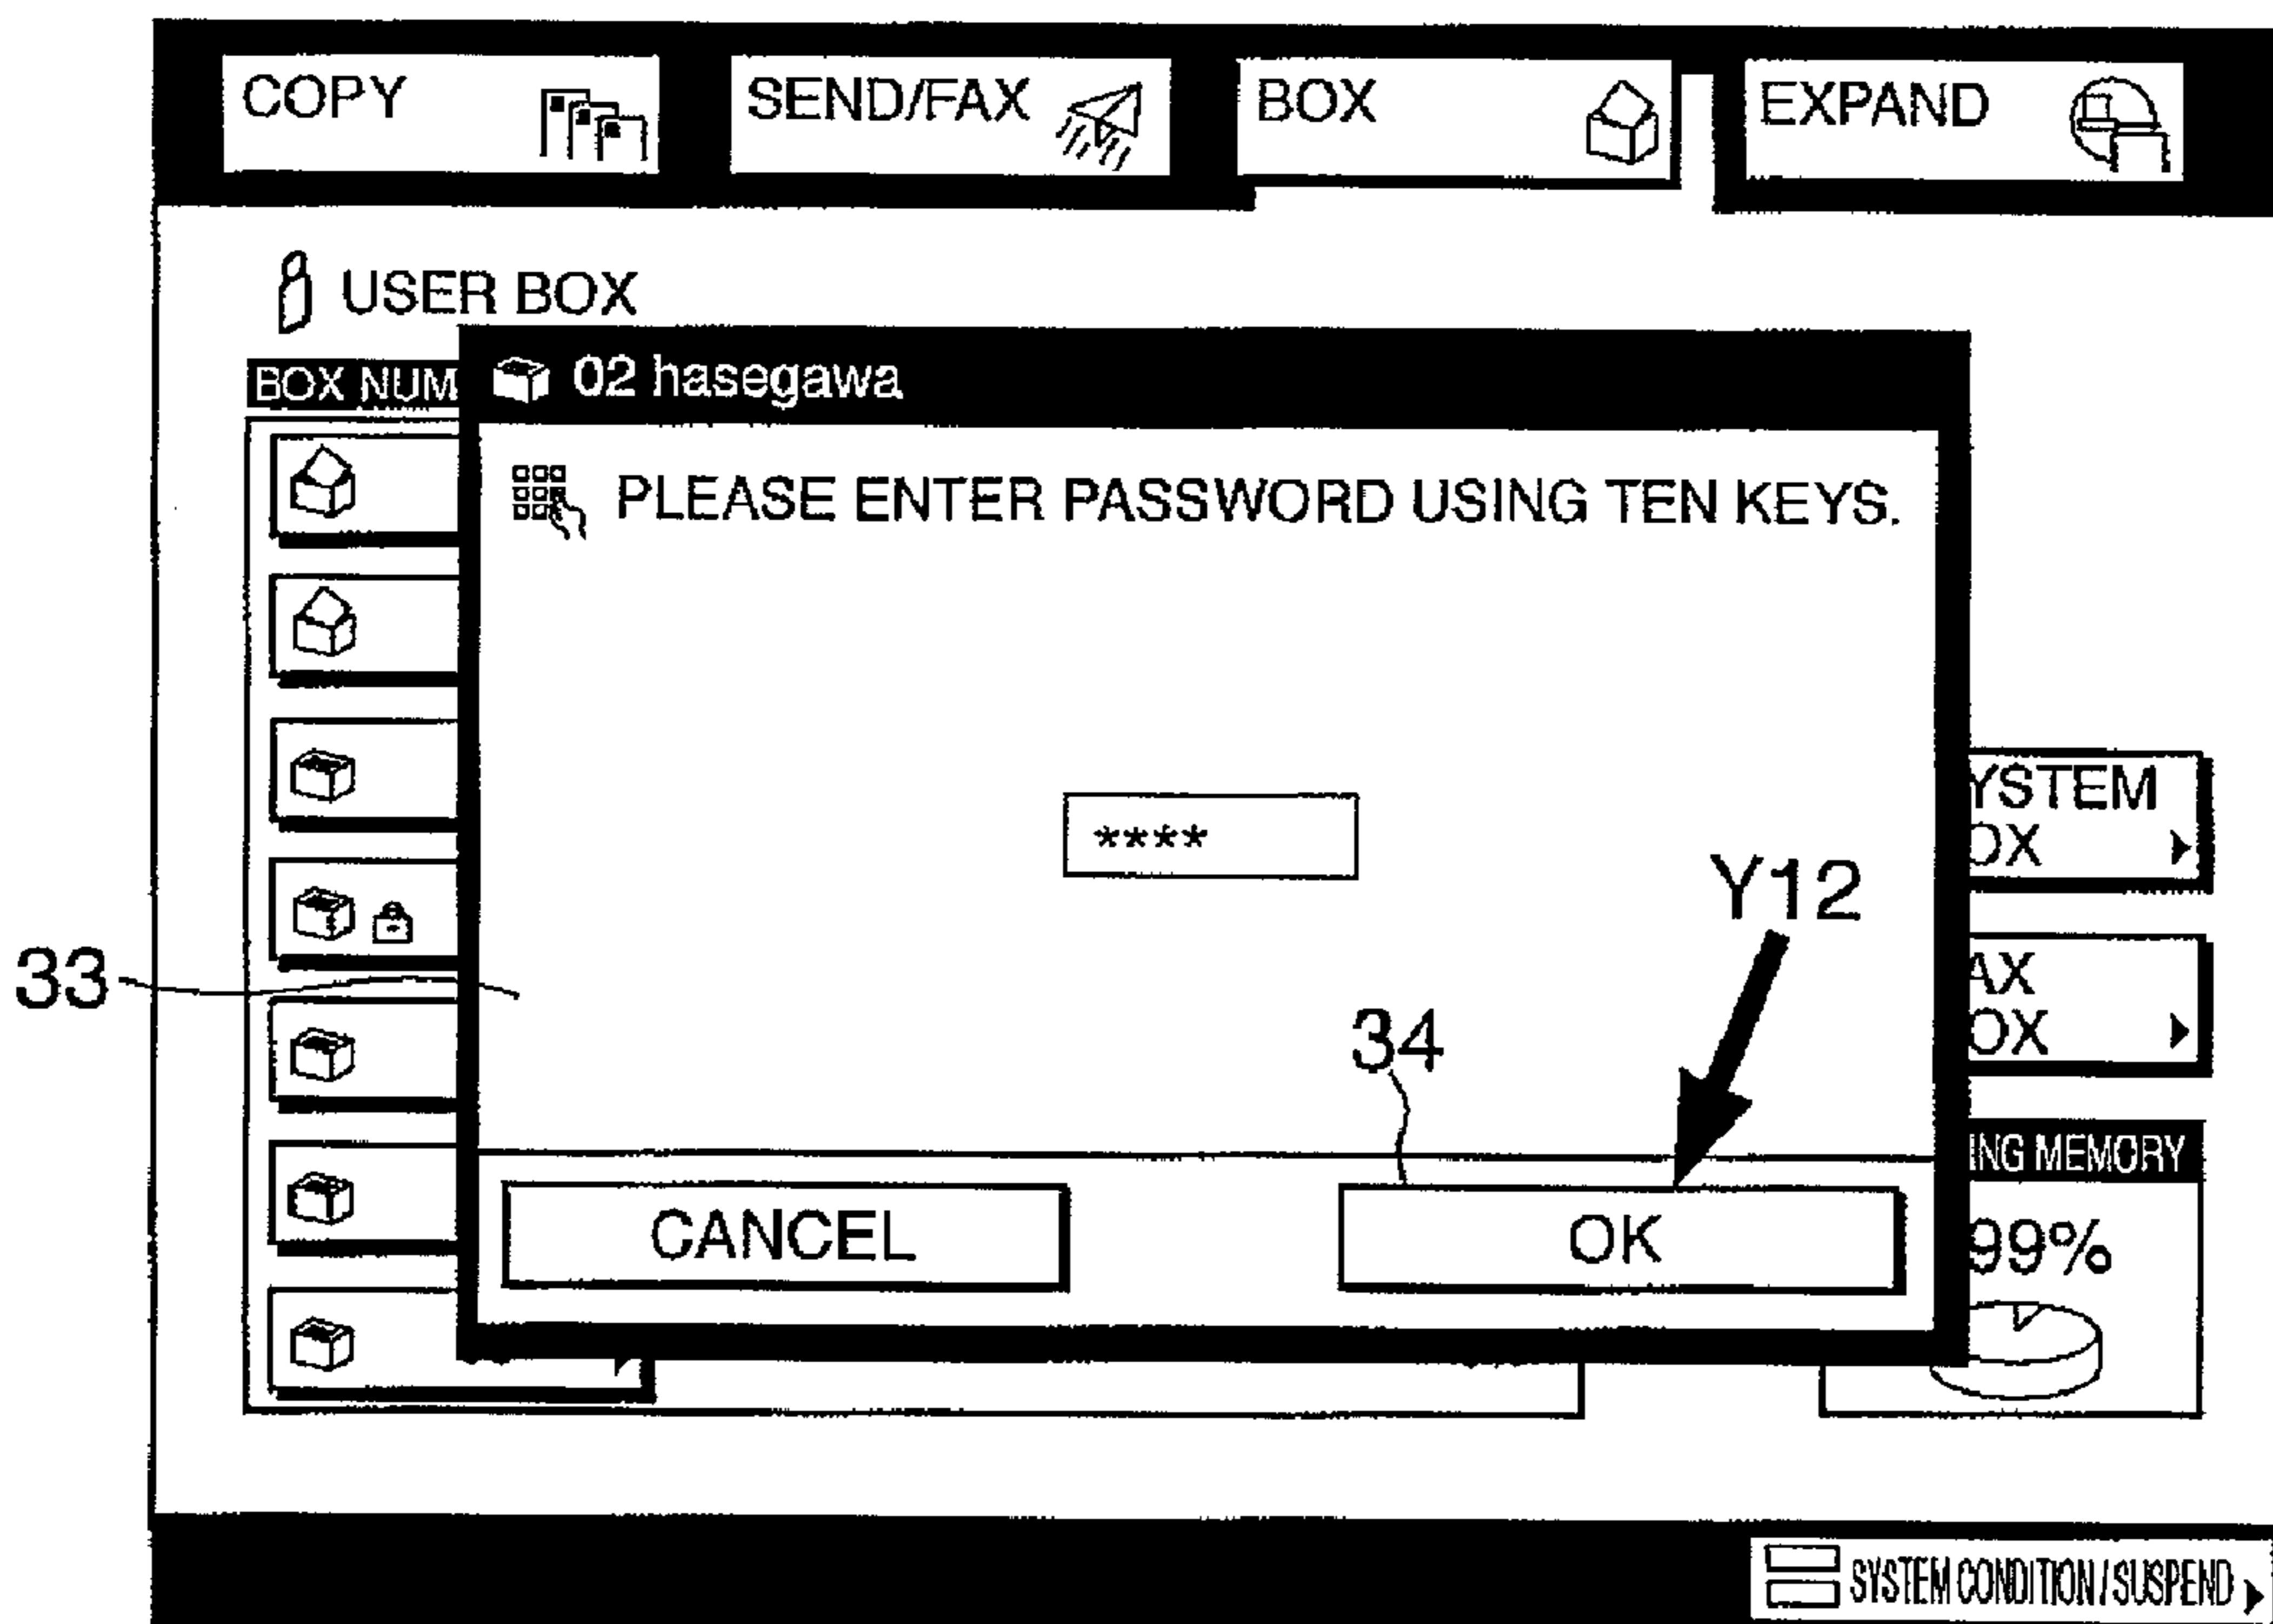 COPY
SEND/FAX
BOX
EXPAND
USER BOX
BOX NUM
02 hasegawa
PLEASE ENTER PASSWORD USING TEN KEYS.
****
YSTEM
OX
Y12
33
AX
OX
34
ING MEMORY
CANCEL
OK
99%
SYSTEM CONDITION / SUSPEND